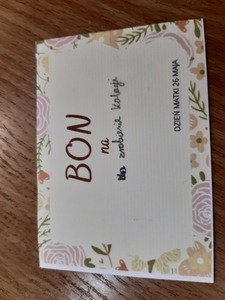 BON
na
zrobienie kolacji
DZIEŃ MATKI 26 MAJA